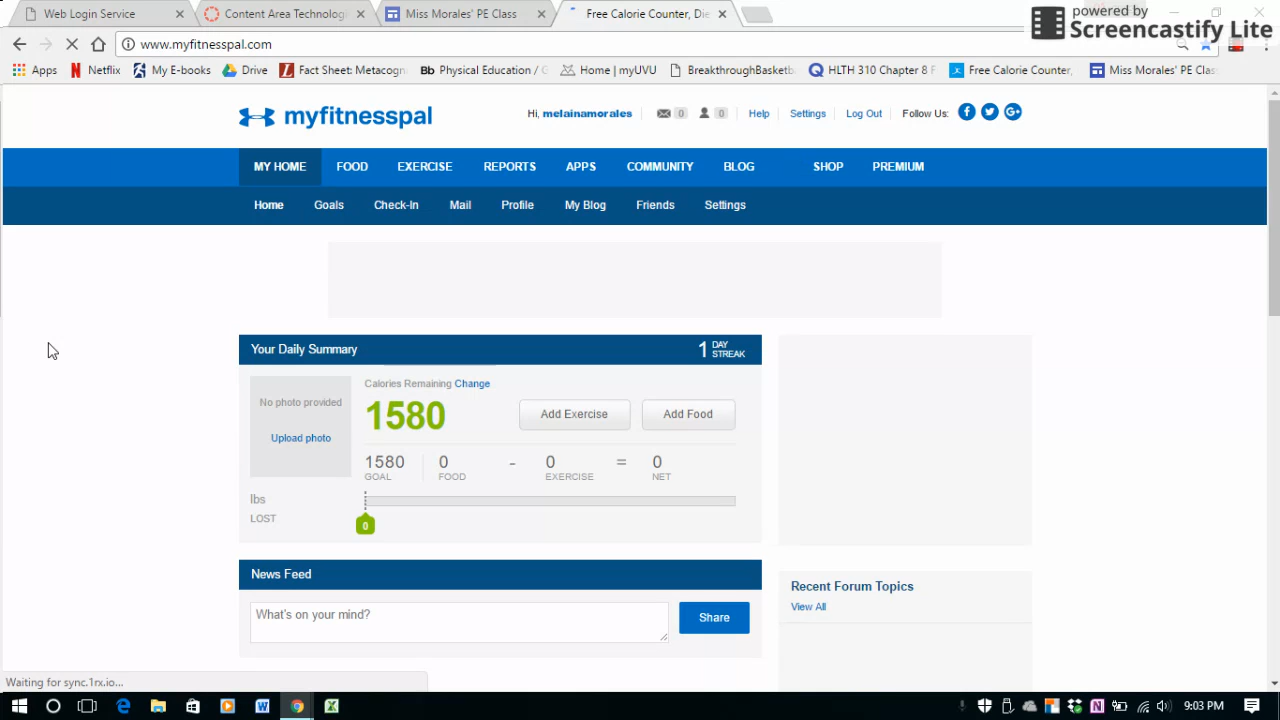 Web Login Service
Content Area Technolog
Miss Morales' PE Class
Free Calorie Counter, Die
powered by
Screencastify Lite
www.myfitnesspal.com
Apps
Netflix
My E-books
Drive
Fact Sheet: Metacogn
Bb Physical Education / G
Home | myUVU
BreakthroughBasketb
HLTH 310 Chapter 8 F
Free Calorie Counter,
Miss Morales' PE Clas
myfitnesspal
Hi, melainamorales
0
0
Help
Settings
Log Out
Follow Us:
MY HOME
FOOD
EXERCISE
REPORTS
APPS
COMMUNITY
BLOG
SHOP
PREMIUM
Home
Goals
Check-In
Mail
Profile
My Blog
Friends
Settings
Your Daily Summary
1 DAY STREAK
No photo provided
Upload photo
Calories Remaining Change
1580
Add Exercise
Add Food
1580 0 - 0 = 0
GOAL FOOD EXERCISE NET
lbs
LOST
0
News Feed
What's on your mind?
Share
Recent Forum Topics
View All
Waiting for sync.1rx.io...
9:03 PM